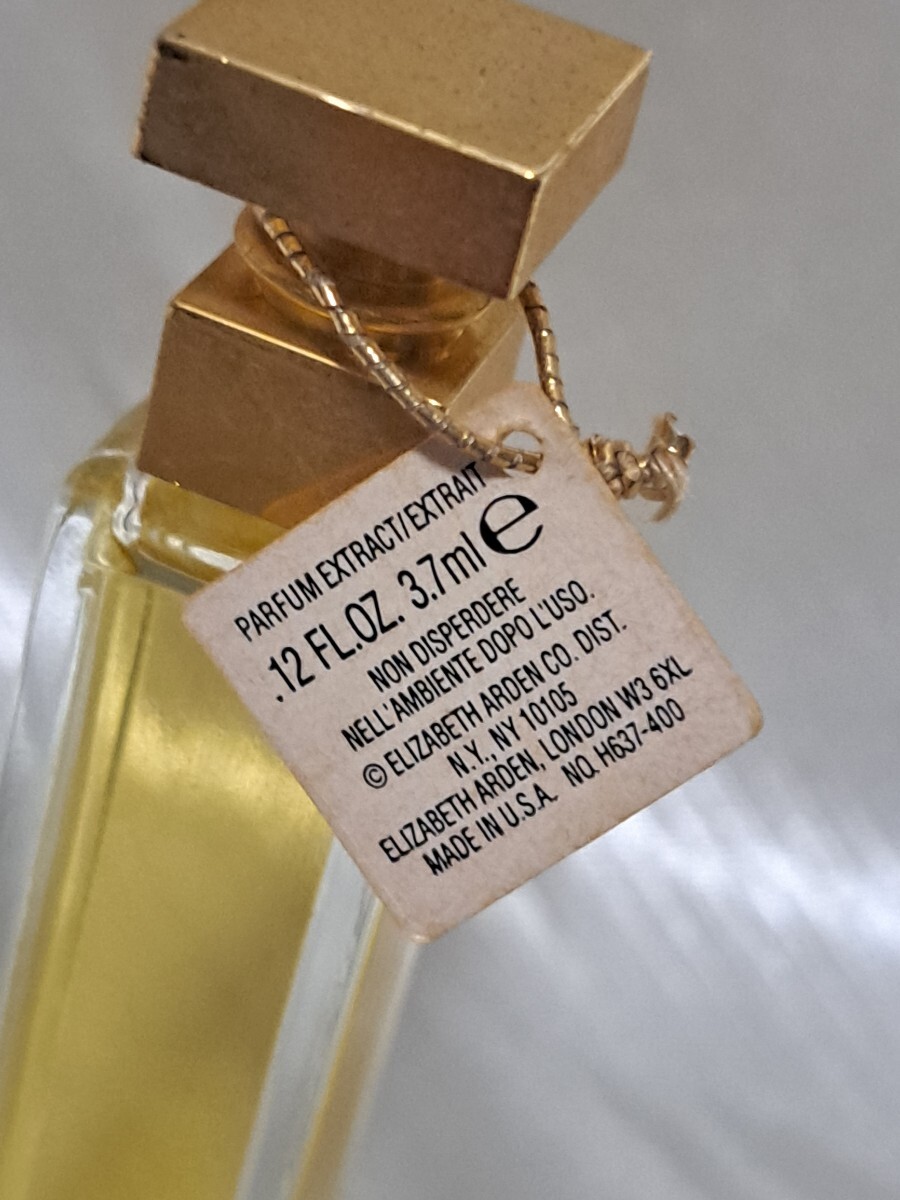 PARFUM EXTRACT/EXTRAIT
.12 FL.OZ. 3.7ml e
NON DISPERDERE
NELL'AMBIENTE DOPO L'USO.
© ELIZABETH ARDEN CO. DIST.
N.Y., NY 10105
ELIZABETH ARDEN, LONDON W3 6XL
MADE IN U.S.A. NO. H637-400